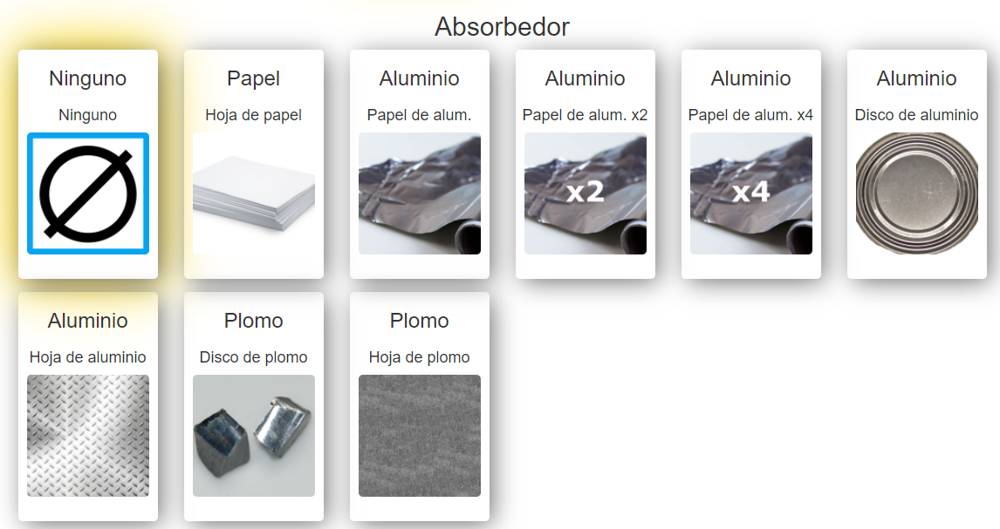 Absorbedor
Ninguno
Ninguno
Papel
Hoja de papel
Aluminio
Papel de alum.
Aluminio
Papel de alum. x2
x2
Aluminio
Papel de alum. x4
x4
Aluminio
Disco de aluminio
Aluminio
Hoja de aluminio
Plomo
Disco de plomo
Plomo
Hoja de plomo